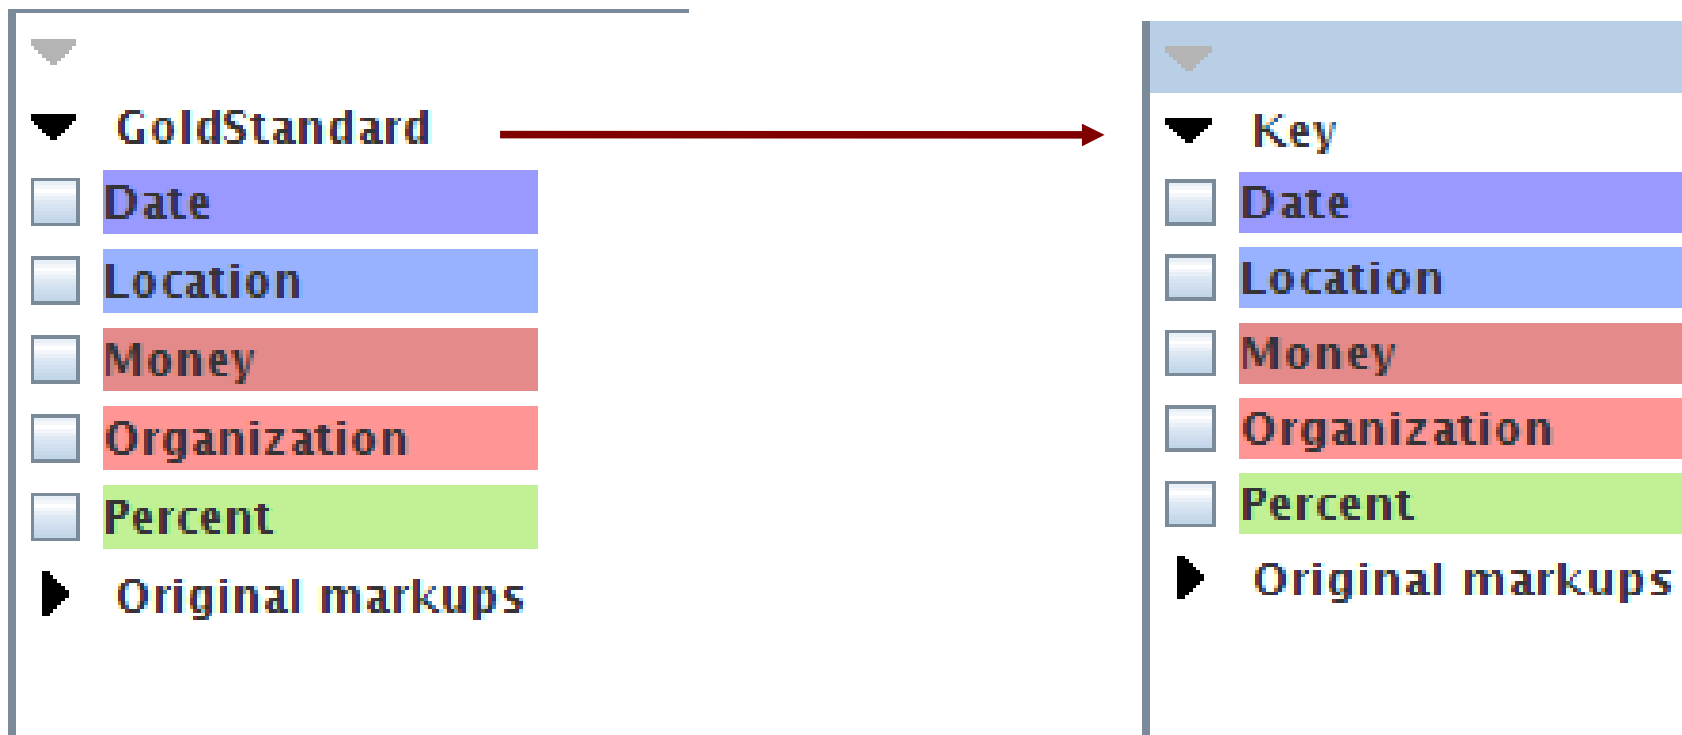 GoldStandard
Date
Location
Money
Organization
Percent
Original markups
Key
Date
Location
Money
Organization
Percent
Original markups